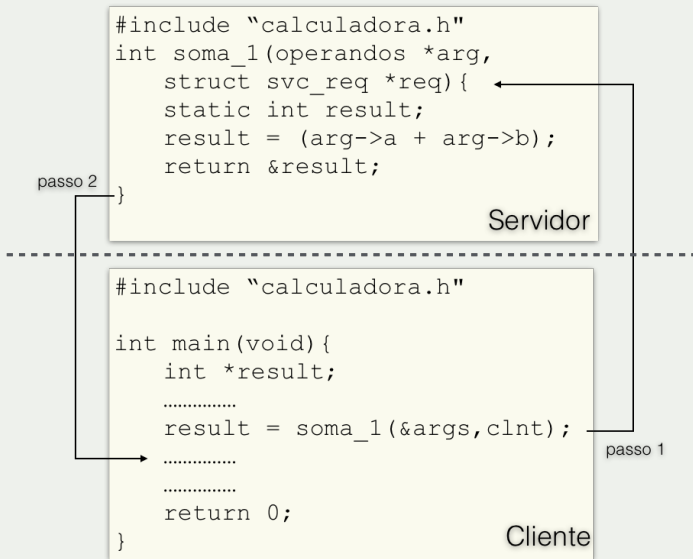 #include “calculadora.h"
int soma_1(operandos *arg,
struct svc_req *req){
static int result;
result = (arg->a + arg->b);
return &result;
passo 2
}
Servidor
#include “calculadora.h"
int main(void){
int *result;
...............
result = soma_1(&args,clnt);
passo 1
...............
...............
return 0;
}
Cliente